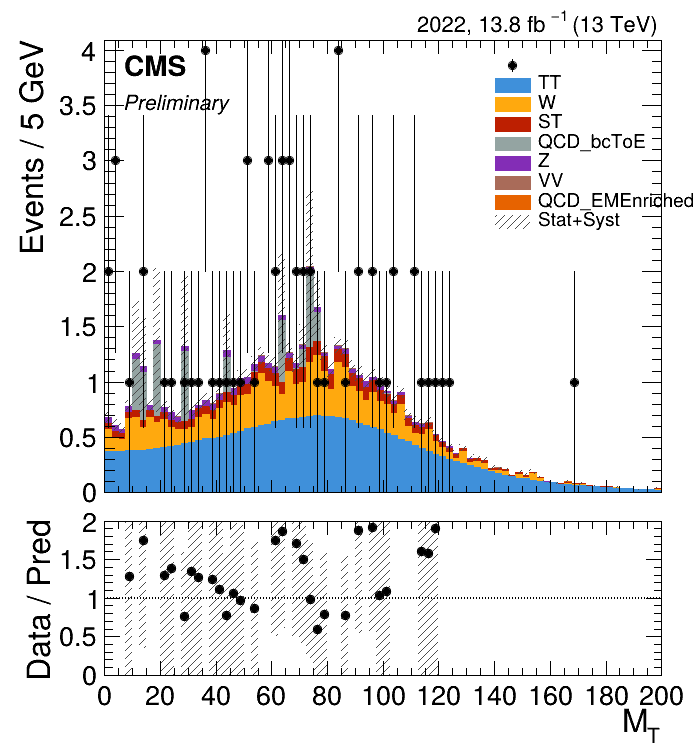 2022, 13.8 fb −1 (13 TeV)
CMS
Preliminary
Events / 5 GeV
4
3.5
3
2.5
2
1.5
1
0.5
0
TT
W
ST
QCD_bcToE
Z
VV
QCD_EMEnriched
Stat+Syst
Data / Pred
2
1.5
1
0.5
0
0 20 40 60 80 100 120 140 160 180 200
M_T